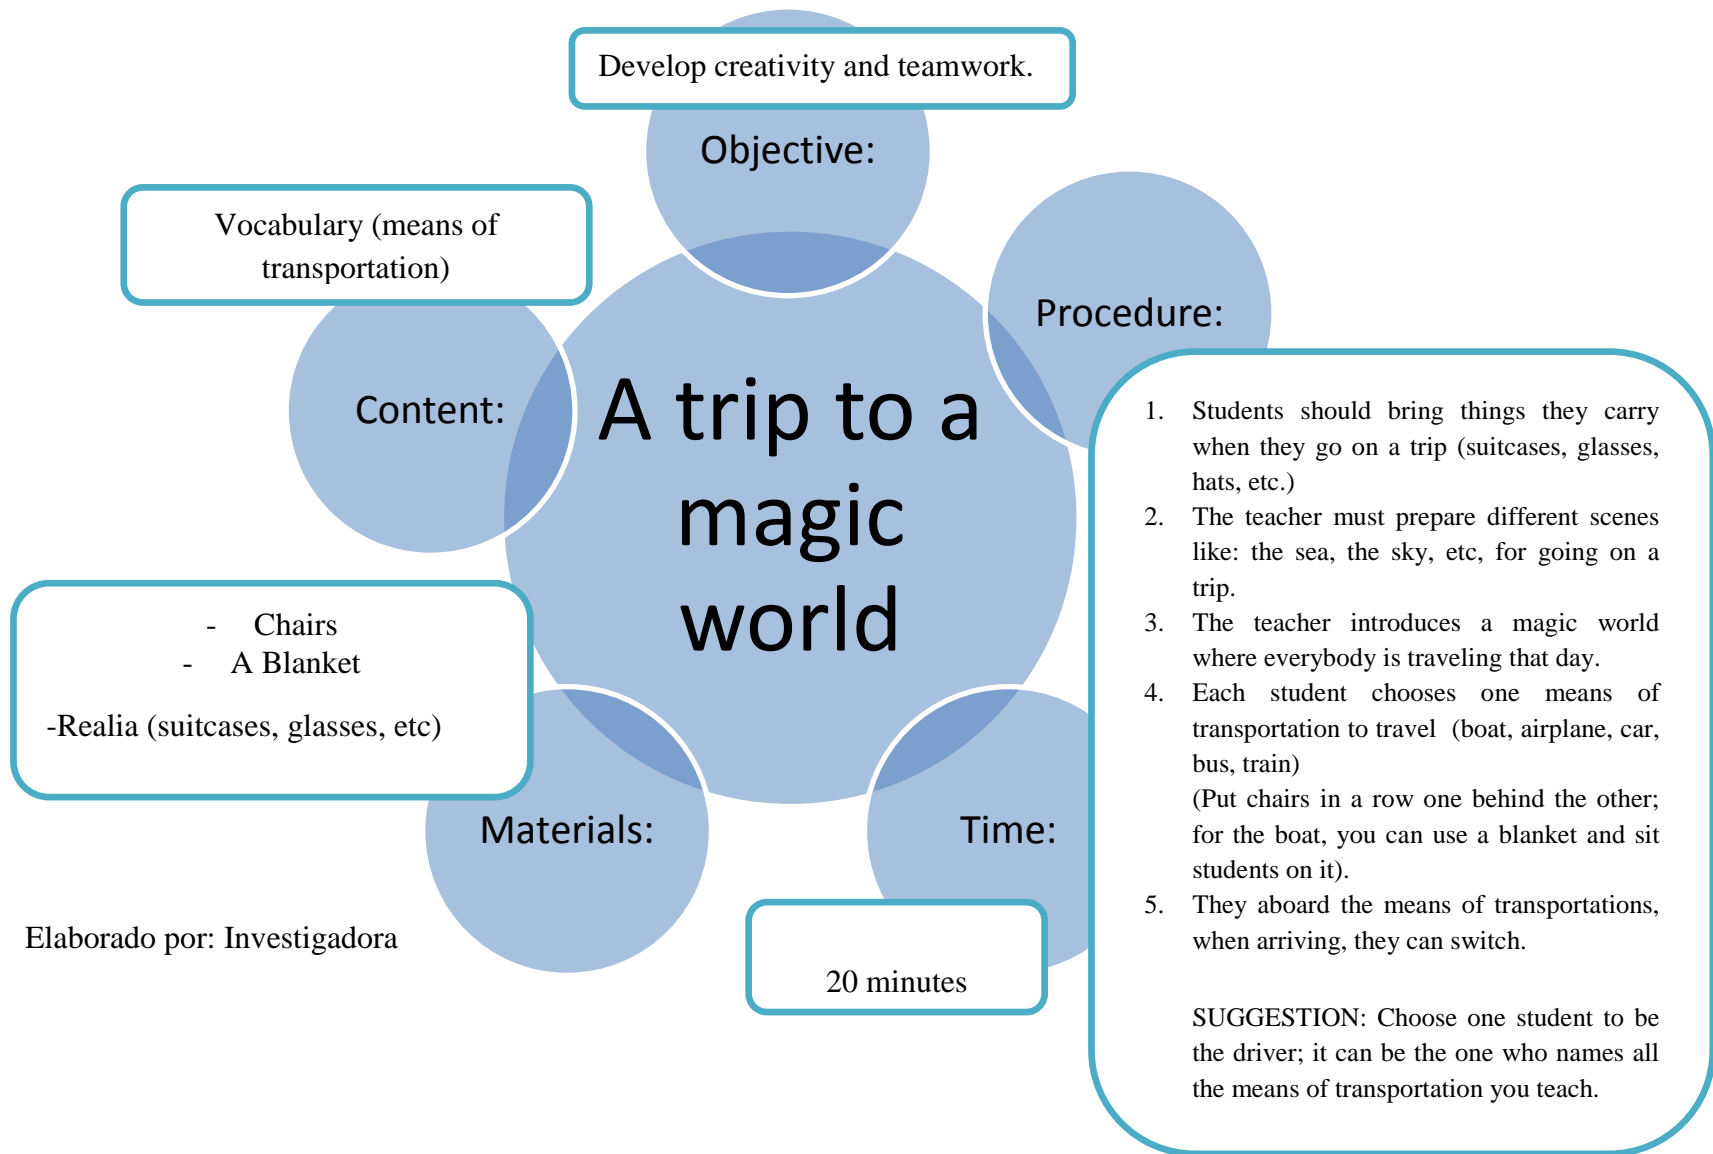 Develop creativity and teamwork.
Objective:
Vocabulary (means of
transportation)
Content:
A trip to a
magic
world
Procedure:
1. Students should bring things they carry
when they go on a trip (suitcases, glasses,
hats, etc.)
2. The teacher must prepare different scenes
like: the sea, the sky, etc, for going on a
trip.
3. The teacher introduces a magic world
where everybody is traveling that day.
4. Each student chooses one means of
transportation to travel (boat, airplane, car,
bus, train)
(Put chairs in a row one behind the other;
for the boat, you can use a blanket and sit
students on it).
5. They aboard the means of transportations,
when arriving, they can switch.
SUGGESTION: Choose one student to be
the driver; it can be the one who names all
the means of transportation you teach.
- Chairs
- A Blanket
-Realia (suitcases, glasses, etc)
Materials:
Time:
20 minutes
Elaborado por: Investigadora